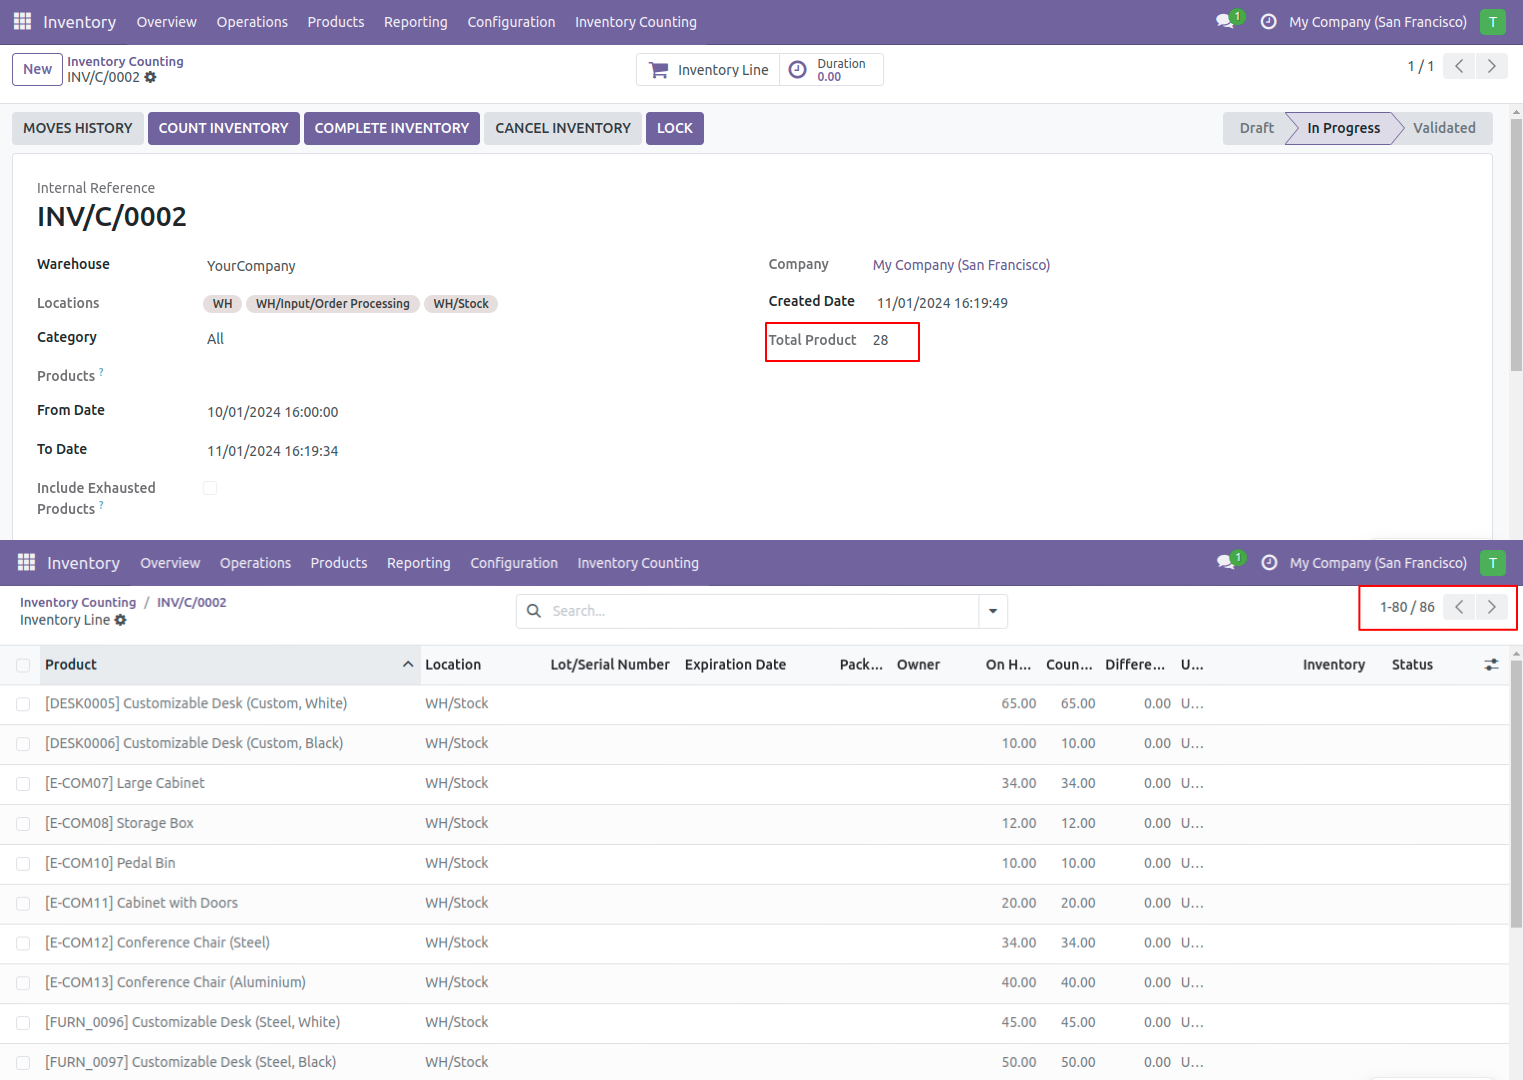 Inventory Overview Operations Products Reporting Configuration Inventory Counting 1 My Company (San Francisco) T
New Inventory Counting
INV/C/0002
Inventory Line
Duration
0.00
1 / 1
MOVES HISTORY COUNT INVENTORY COMPLETE INVENTORY CANCEL INVENTORY LOCK Draft In Progress Validated
Internal Reference
INV/C/0002
Warehouse YourCompany
Company My Company (San Francisco)
Locations WH WH/Input/Order Processing WH/Stock
Created Date 11/01/2024 16:19:49
Category All
Total Product 28
Products ?
From Date 10/01/2024 16:00:00
To Date 11/01/2024 16:19:34
Include Exhausted
Products ?
Inventory Overview Operations Products Reporting Configuration Inventory Counting 1 My Company (San Francisco) T
Inventory Counting / INV/C/0002
Inventory Line
Search...
1-80 / 86
Product Location Lot/Serial Number Expiration Date Pack... Owner On H... Coun... Differe... U... Inventory Status
[DESK0005] Customizable Desk (Custom, White) WH/Stock 65.00 65.00 0.00 U...
[DESK0006] Customizable Desk (Custom, Black) WH/Stock 10.00 10.00 0.00 U...
[E-COM07] Large Cabinet WH/Stock 34.00 34.00 0.00 U...
[E-COM08] Storage Box WH/Stock 12.00 12.00 0.00 U...
[E-COM10] Pedal Bin WH/Stock 10.00 10.00 0.00 U...
[E-COM11] Cabinet with Doors WH/Stock 20.00 20.00 0.00 U...
[E-COM12] Conference Chair (Steel) WH/Stock 34.00 34.00 0.00 U...
[E-COM13] Conference Chair (Aluminium) WH/Stock 40.00 40.00 0.00 U...
[FURN_0096] Customizable Desk (Steel, White) WH/Stock 45.00 45.00 0.00 U...
[FURN_0097] Customizable Desk (Steel, Black) WH/Stock 50.00 50.00 0.00 U...